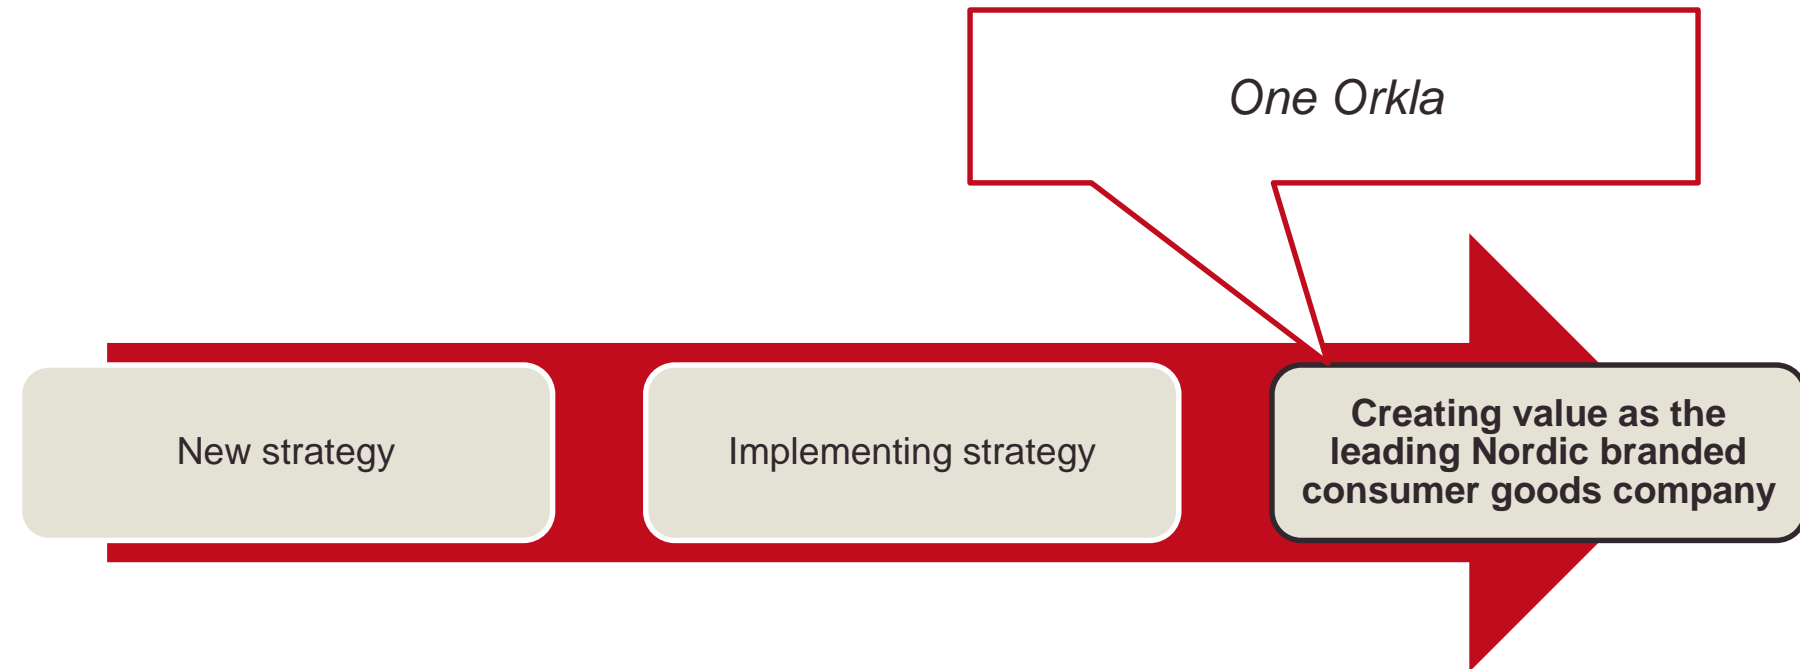 One Orkla
New strategy
Implementing strategy
Creating value as the
leading Nordic branded
consumer goods company